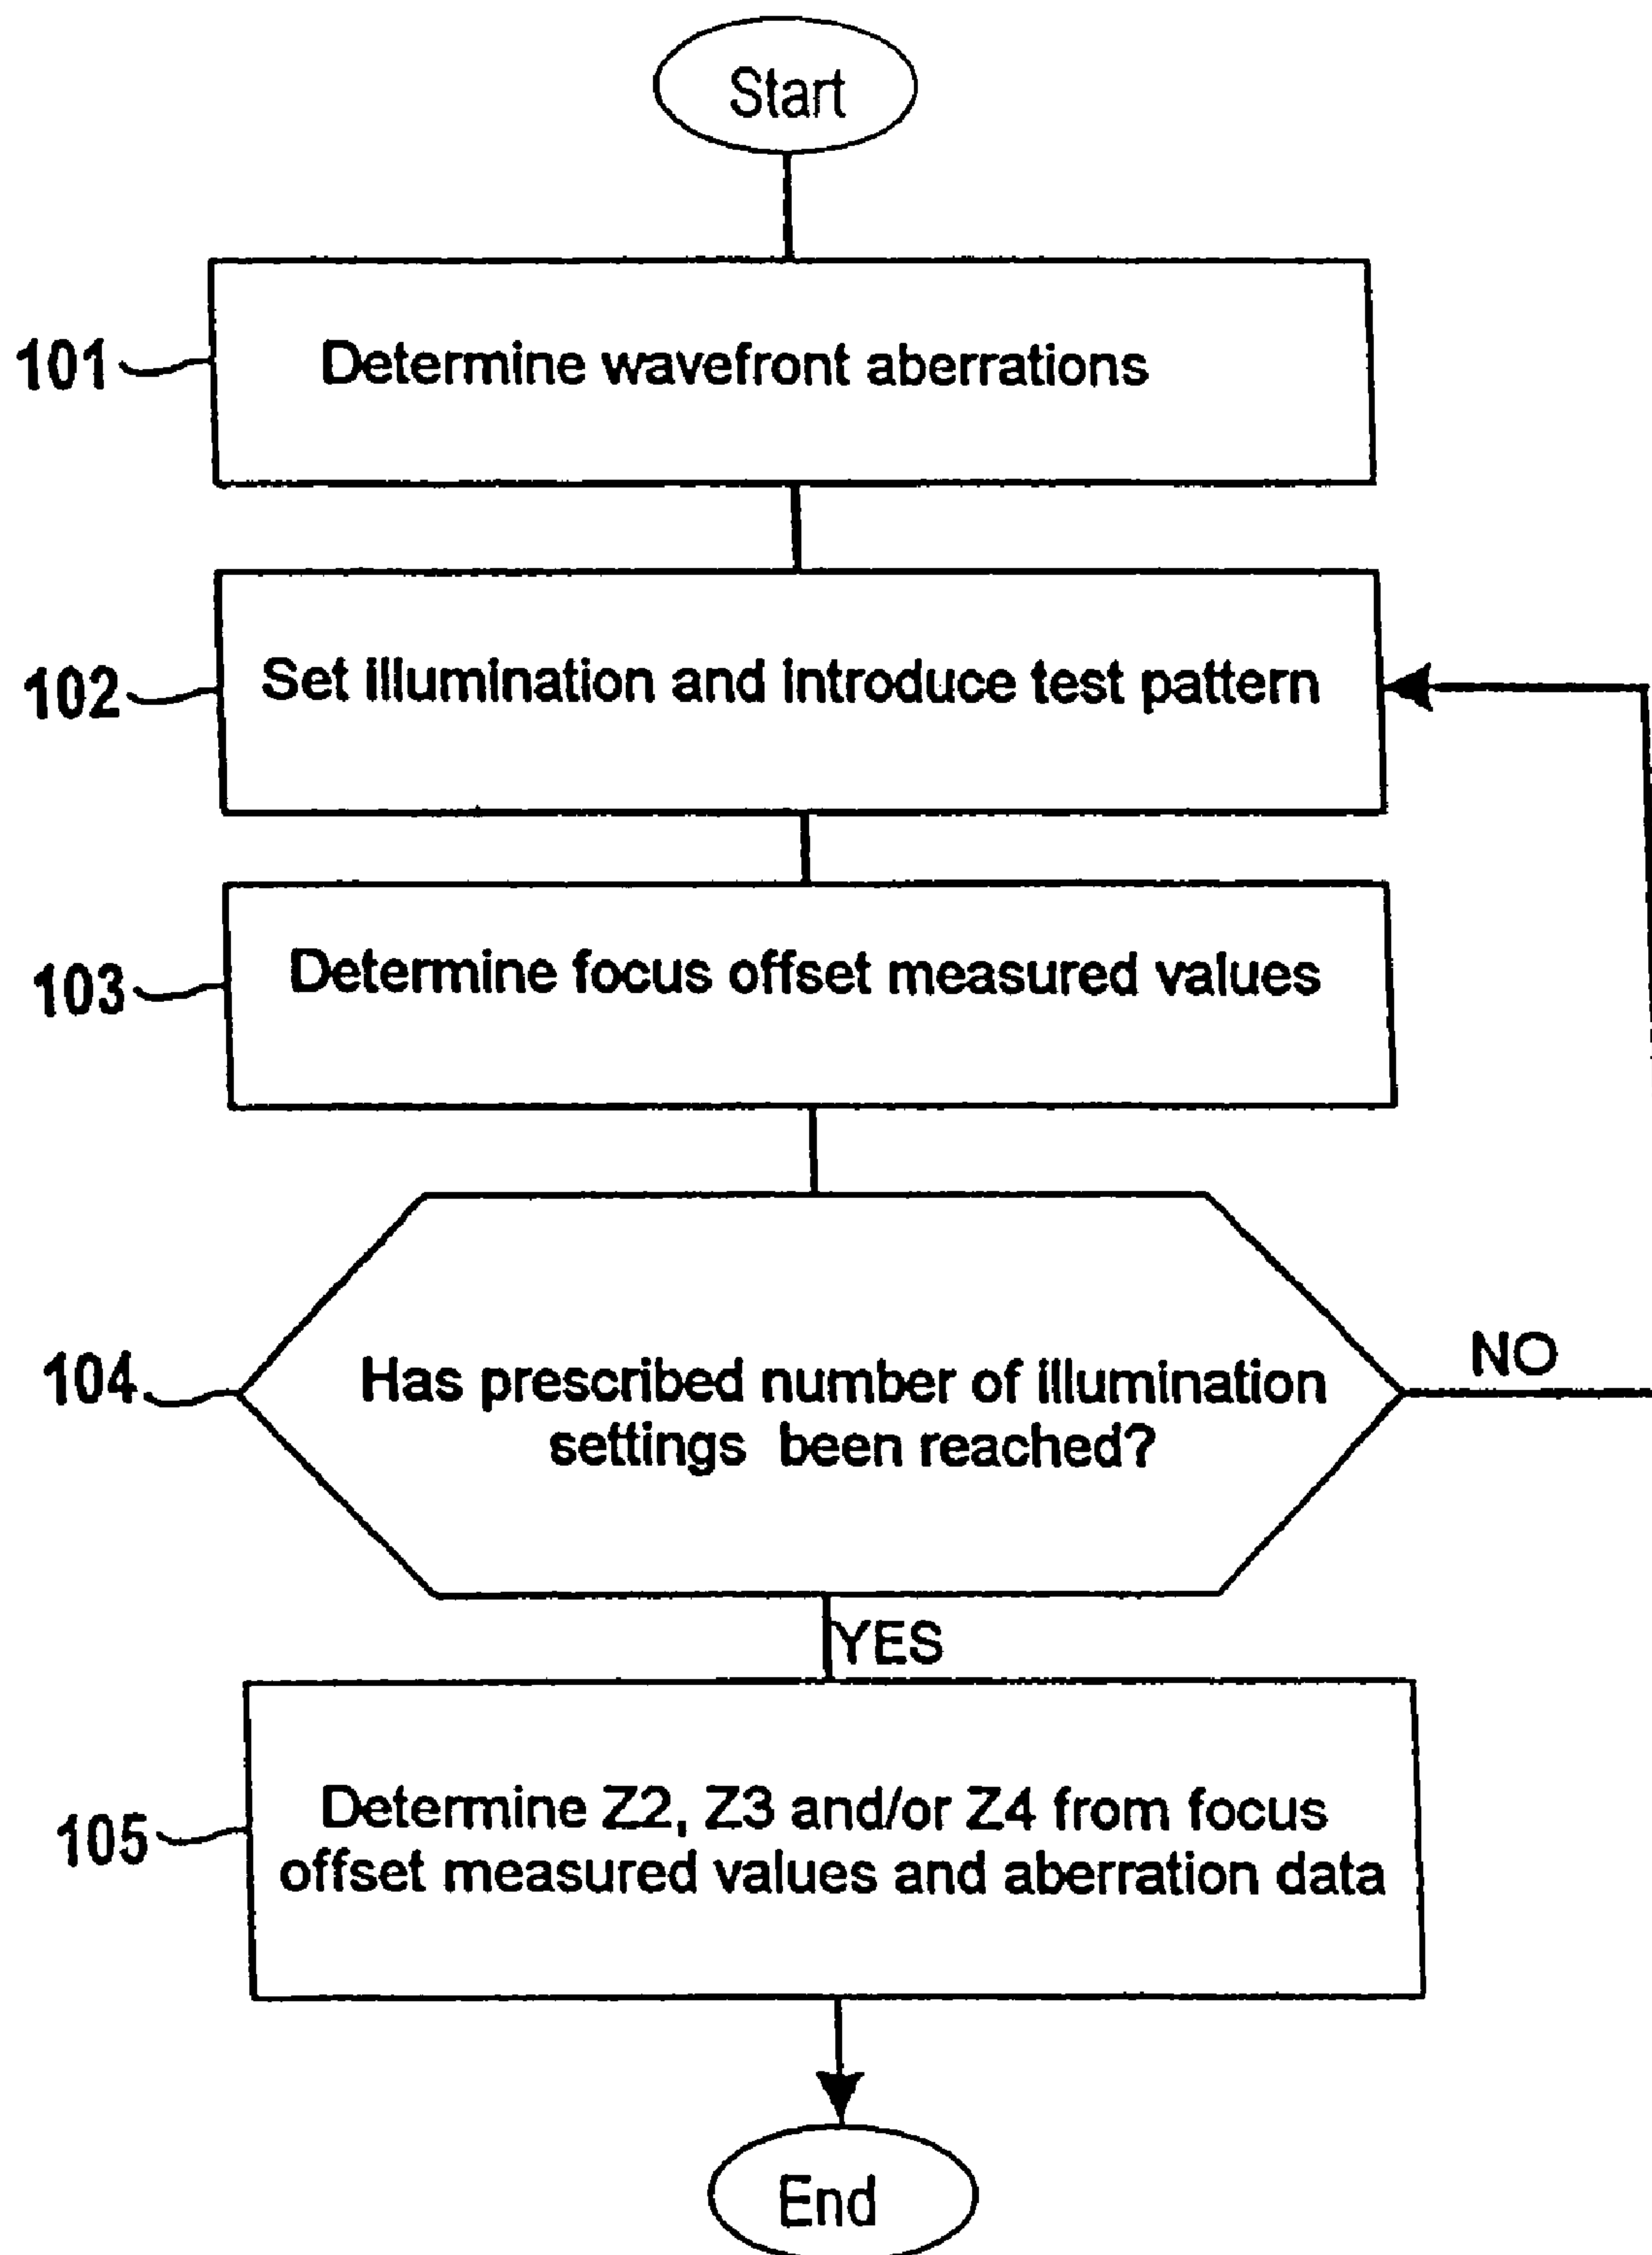 Start
101
Determine wavefront aberrations
102
Set illumination and introduce test pattern
103
Determine focus offset measured values
104
Has prescribed number of illumination
settings been reached?
NO
YES
105
Determine Z2, Z3 and/or Z4 from focus
offset measured values and aberration data
End